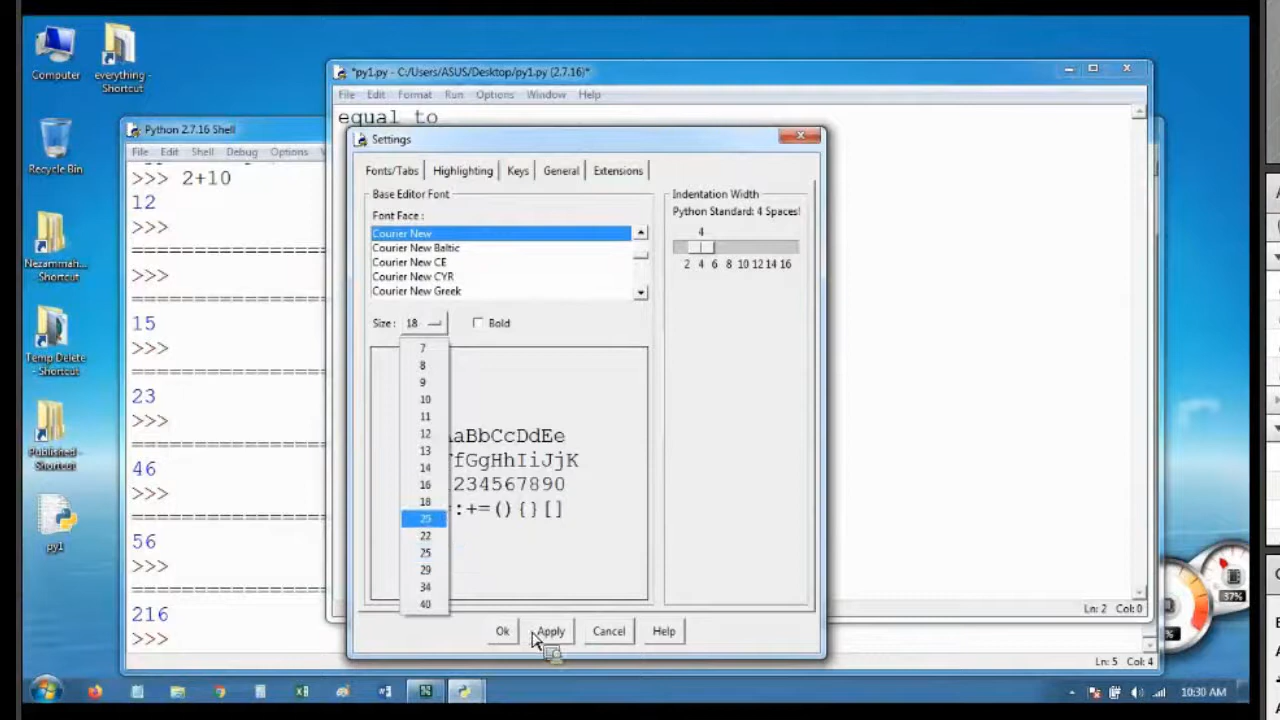 Computer
everything -
Shortcut
Recycle Bin
Nezammah...
- Shortcut
Temp Delete
- Shortcut
Published -
Shortcut
py1
*py1.py - C:/Users/ASUS/Desktop/py1.py (2.7.16)*
File Edit Format Run Options Window Help
equal to
Python 2.7.16 Shell
File Edit Shell Debug Options
>>> 2+10
12
>>>
>>>
15
>>>
23
>>>
46
>>>
56
>>>
216
>>>
Settings
Fonts/Tabs Highlighting Keys General Extensions
Base Editor Font
Font Face :
Courier New
Courier New Baltic
Courier New CE
Courier New CYR
Courier New Greek
Size : 18 Bold
7
8
9
10
11
12
13
14
16
18
25
22
25
29
34
40
aBbCcDdEe
fGgHhIiJjK
234567890
:+=(){}[]
Indentation Width
Python Standard: 4 Spaces!
4
2 4 6 8 10 12 14 16
Ok Apply Cancel Help
Ln: 2 Col: 0
Ln: 5 Col: 4
37%
%
10:30 AM